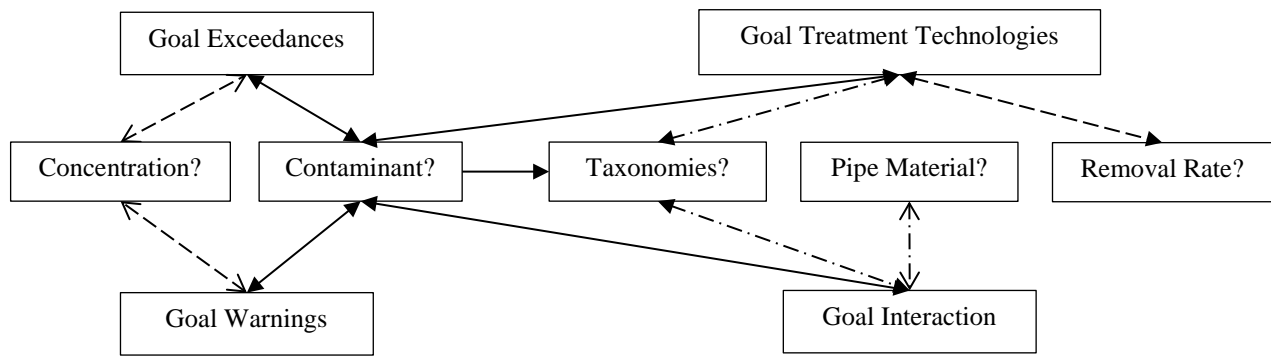 Goal Exceedances
Goal Treatment Technologies
Concentration?
Contaminant?
Taxonomies?
Pipe Material?
Removal Rate?
Goal Warnings
Goal Interaction